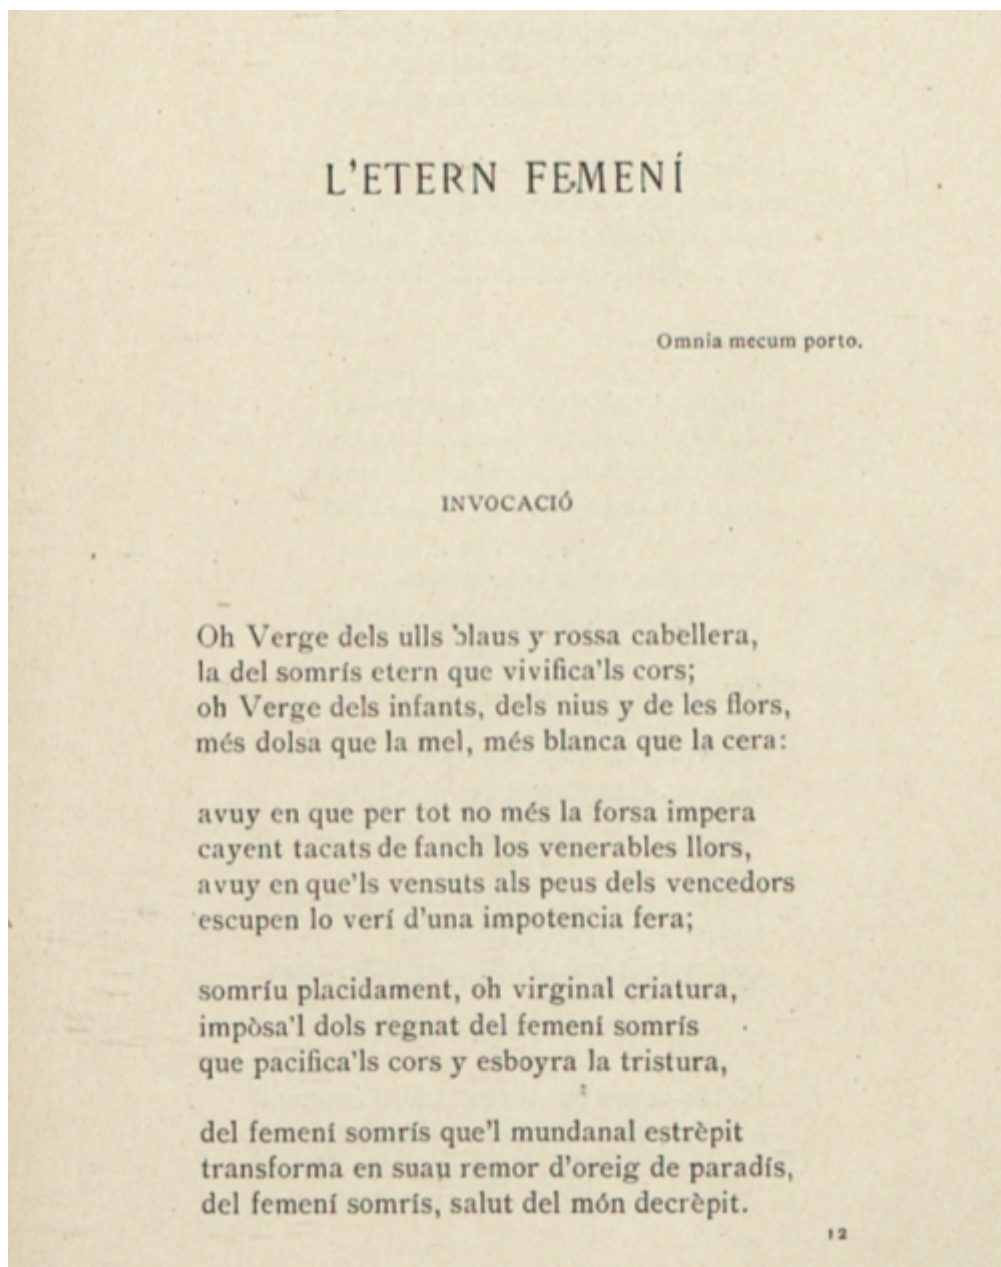 L'ETERN FEMENÍ
Omnia mecum porto.
INVOCACIÓ
Oh Verge dels ulls blaus y rossa cabellera,
la del somrís etern que vivifica'ls cors;
oh Verge dels infants, dels nius y de les flors,
més dolsa que la mel, més blanca que la cera:
avuy en que per tot no més la forsa impera
cayent tacats de fanch los venerables llors,
avuy en que'ls vensuts als peus dels vencedors
escupen lo verí d'una impotencia fera;
somríu placidament, oh virginal criatura,
impòsa'l dols regnat del femení somrís
que pacifica'ls cors y esboyra la tristura,
del femení somrís que'l mundanal estrèpit
transforma en suau remor d'oreig de paradís,
del femení somrís, salut del món decrèpit.
12